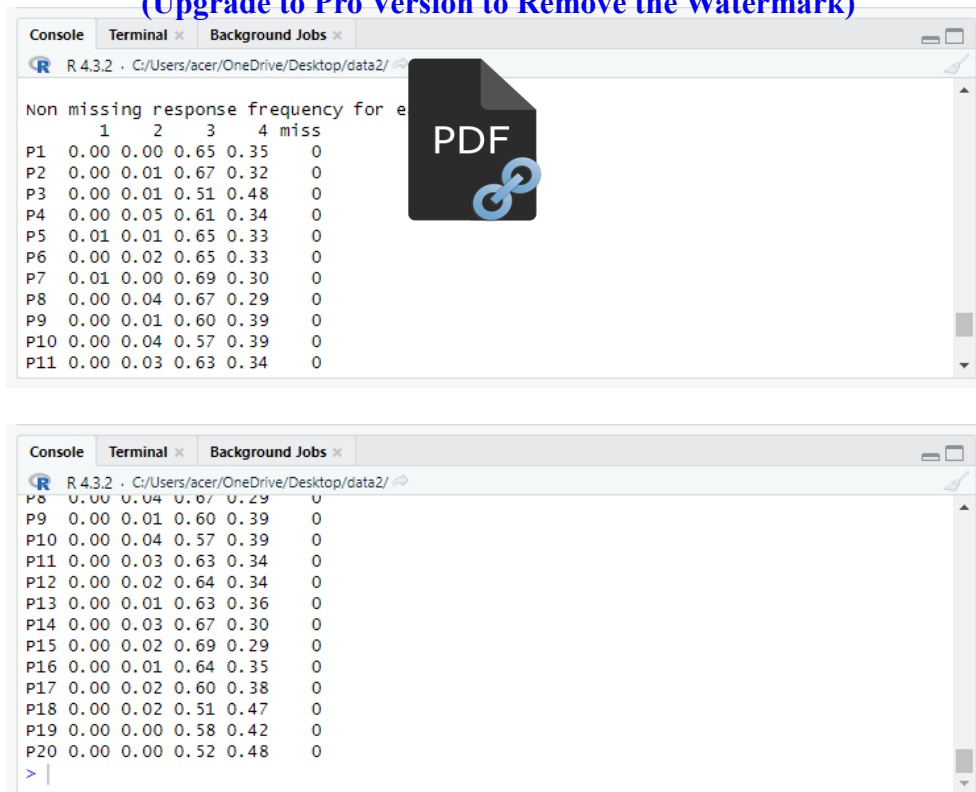 (Upgrade to Pro Version to Remove the Watermark)
Console Terminal × Background Jobs ×
R R 4.3.2 · C:/Users/acer/OneDrive/Desktop/data2/
Non missing response frequency for e
PDF
1 2 3 4 miss
P1 0.00 0.00 0.65 0.35 0
P2 0.00 0.01 0.67 0.32 0
P3 0.00 0.01 0.51 0.48 0
P4 0.00 0.05 0.61 0.34 0
P5 0.01 0.01 0.65 0.33 0
P6 0.00 0.02 0.65 0.33 0
P7 0.01 0.00 0.69 0.30 0
P8 0.00 0.04 0.67 0.29 0
P9 0.00 0.01 0.60 0.39 0
P10 0.00 0.04 0.57 0.39 0
P11 0.00 0.03 0.63 0.34 0
Console Terminal × Background Jobs ×
R R 4.3.2 · C:/Users/acer/OneDrive/Desktop/data2/
P8 0.00 0.04 0.67 0.29 0
P9 0.00 0.01 0.60 0.39 0
P10 0.00 0.04 0.57 0.39 0
P11 0.00 0.03 0.63 0.34 0
P12 0.00 0.02 0.64 0.34 0
P13 0.00 0.01 0.63 0.36 0
P14 0.00 0.03 0.67 0.30 0
P15 0.00 0.02 0.69 0.29 0
P16 0.00 0.01 0.64 0.35 0
P17 0.00 0.02 0.60 0.38 0
P18 0.00 0.02 0.51 0.47 0
P19 0.00 0.00 0.58 0.42 0
P20 0.00 0.00 0.52 0.48 0
>